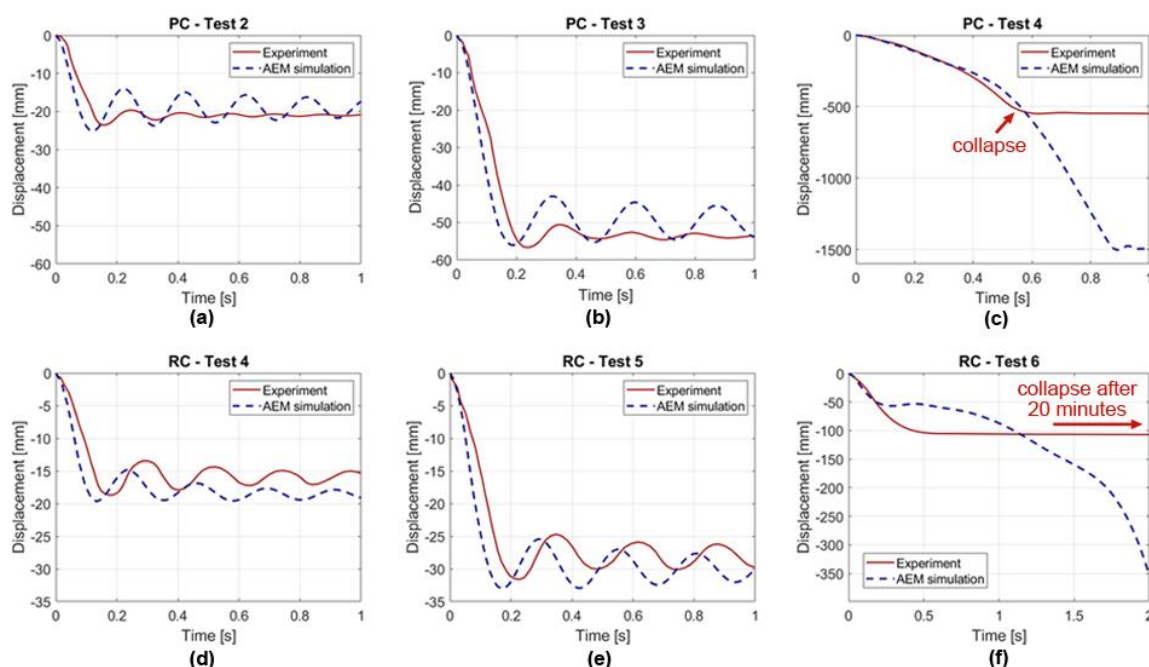 PC - Test 2
0
-10
-20
-30
-40
-50
-60
Displacement [mm]
Experiment
AEM simulation
0 0.2 0.4 0.6 0.8 1
Time [s]
(a)
PC - Test 3
0
-10
-20
-30
-40
-50
-60
Displacement [mm]
Experiment
AEM simulation
0 0.2 0.4 0.6 0.8 1
Time [s]
(b)
PC - Test 4
0
-500
-1000
-1500
Displacement [mm]
Experiment
AEM simulation
collapse
0 0.2 0.4 0.6 0.8 1
Time [s]
(c)
RC - Test 4
0
-5
-10
-15
-20
-25
-30
-35
Displacement [mm]
Experiment
AEM simulation
0 0.2 0.4 0.6 0.8 1
Time [s]
(d)
RC - Test 5
0
-5
-10
-15
-20
-25
-30
-35
Displacement [mm]
Experiment
AEM simulation
0 0.2 0.4 0.6 0.8 1
Time [s]
(e)
RC - Test 6
0
-50
-100
-150
-200
-250
-300
-350
Displacement [mm]
collapse after
20 minutes
Experiment
AEM simulation
0 0.5 1 1.5 2
Time [s]
(f)